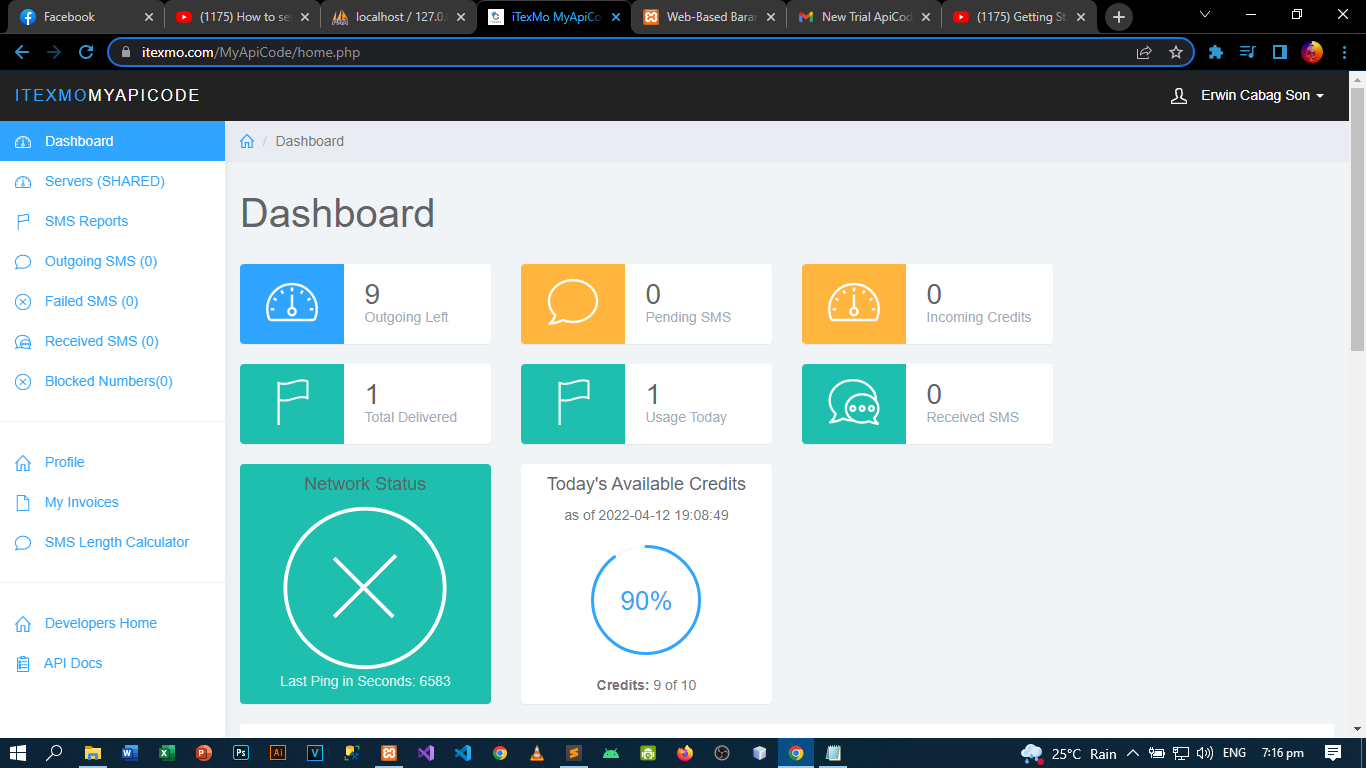 Facebook
(1175) How to se
localhost / 127.0.
iTexMo MyApiCo
Web-Based Bara
New Trial ApiCod
(1175) Getting St
itexmo.com/MyApiCode/home.php
ITEXMOMYAPICODE
Erwin Cabag Son
Dashboard
Servers (SHARED)
SMS Reports
Outgoing SMS (0)
Failed SMS (0)
Received SMS (0)
Blocked Numbers(0)
Profile
My Invoices
SMS Length Calculator
Developers Home
API Docs
/ Dashboard
Dashboard
9
Outgoing Left
0
Pending SMS
0
Incoming Credits
1
Total Delivered
1
Usage Today
0
Received SMS
Network Status
Last Ping in Seconds: 6583
Today's Available Credits
as of 2022-04-12 19:08:49
90%
Credits: 9 of 10
25°C Rain
ENG
7:16 pm